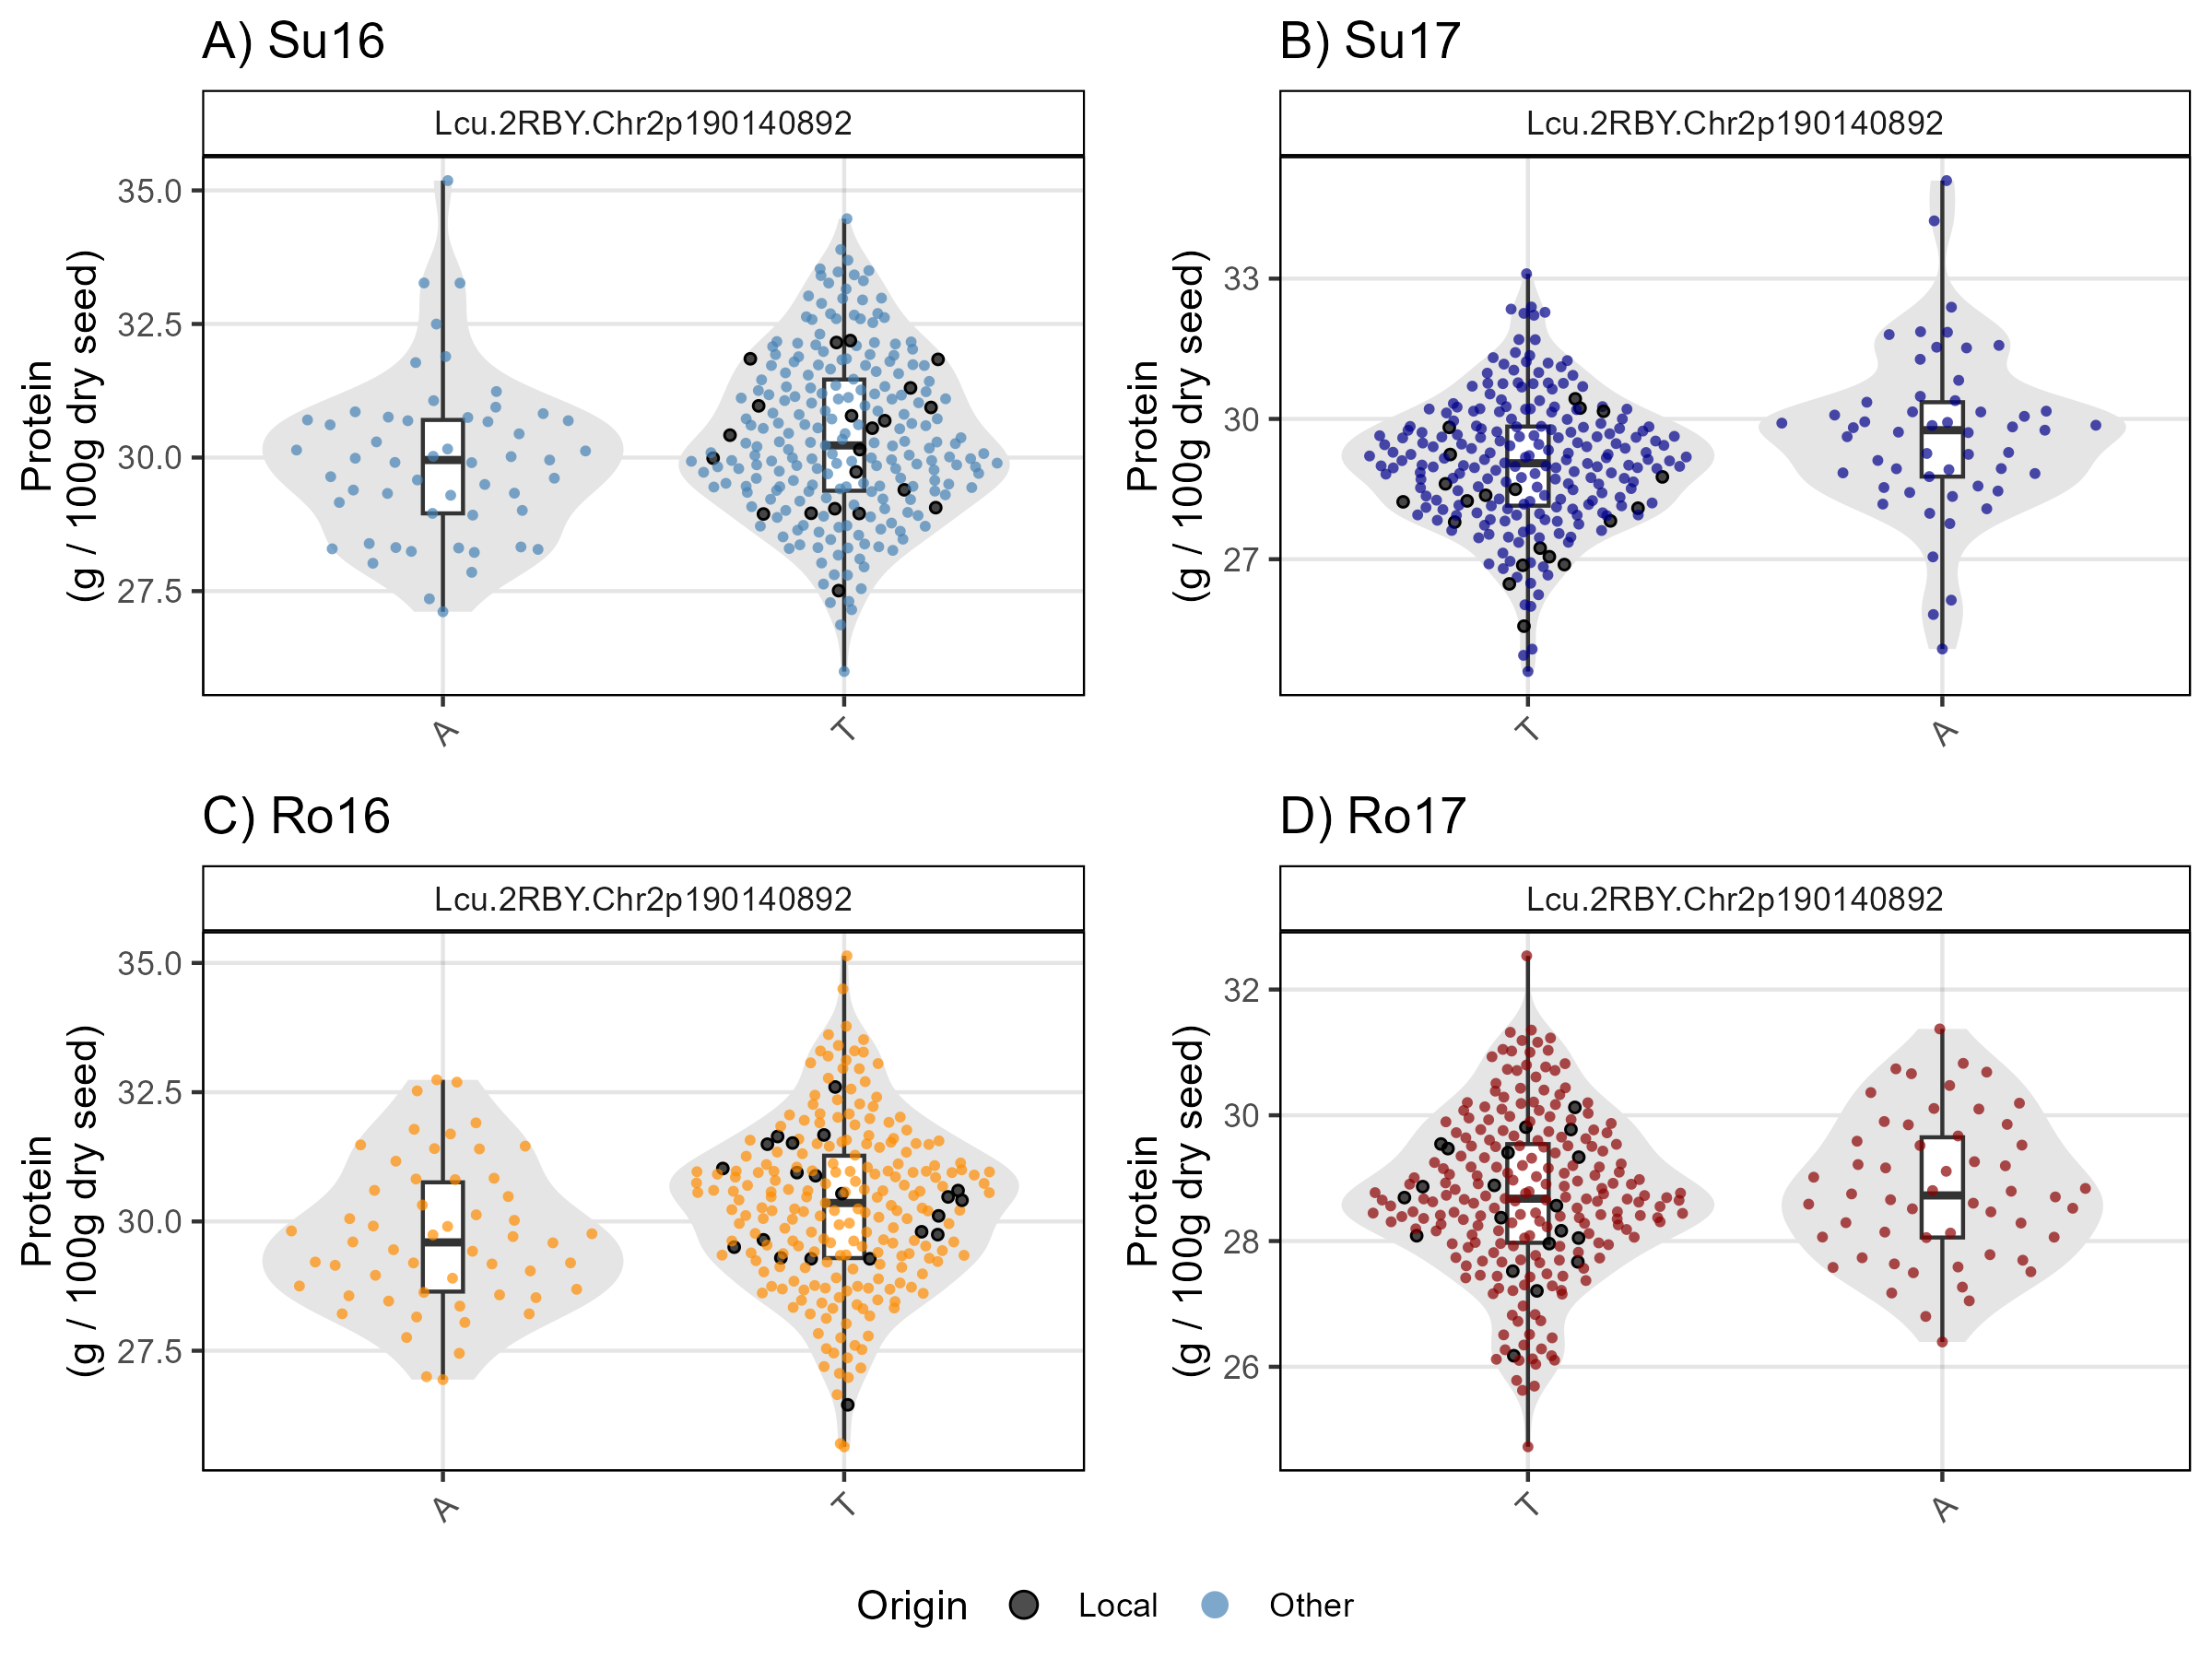 A) Su16
Lcu.2RBY.Chr2p190140892
Protein
(g / 100g dry seed)
35.0
32.5
30.0
27.5
A
T
B) Su17
Lcu.2RBY.Chr2p190140892
Protein
(g / 100g dry seed)
33
30
27
T
A
C) Ro16
Lcu.2RBY.Chr2p190140892
Protein
(g / 100g dry seed)
35.0
32.5
30.0
27.5
A
T
D) Ro17
Lcu.2RBY.Chr2p190140892
Protein
(g / 100g dry seed)
32
30
28
26
T
A
Origin
Local
Other